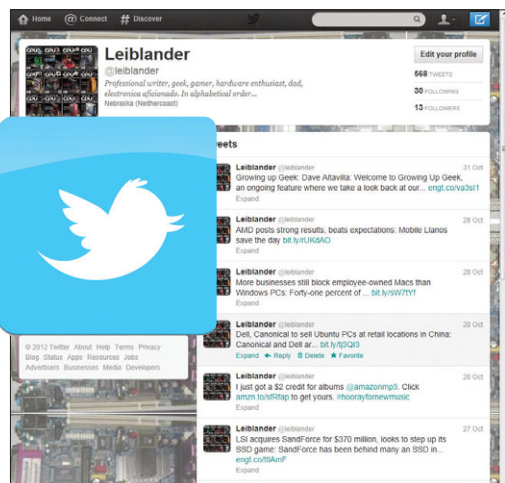 Home
Connect
# Discover
Leiblander
@leiblander
Professional writer, geek, gamer, hardware enthusiast, dad,
electronica aficionado. In alphabetical order...
Nebraska (Neithercoast)
Edit your profile
568 TWEETS
30 FOLLOWING
13 FOLLOWERS
Leiblander @leiblander 31 Oct
Growing up Geek: Dave Altavilla: Welcome to Growing Up Geek,
an ongoing feature where we take a look back at our... engt.co/va3sI1
Expand
Leiblander @leiblander 28 Oct
AMD posts strong results, beats expectations: Mobile Llanos
save the day bit.ly/rUKdAO
Expand
Leiblander @leiblander 28 Oct
More businesses still block employee-owned Macs than
Windows PCs: Forty-one percent of ... bit.ly/sW7tYf
Expand
Leiblander @leiblander 28 Oct
Dell, Canonical to sell Ubuntu PCs at retail locations in China:
Canonical and Dell ar... bit.ly/tj3QI3
Expand Reply Delete Favorite
Leiblander @leiblander 28 Oct
I just got a $2 credit for albums @amazonmp3. Click
amzn.to/sfRfap to get yours. #hoorayfornewmusic
Expand
Leiblander @leiblander 27 Oct
LSI acquires SandForce for $370 million, looks to step up its
SSD game: SandForce has been behind many an SSD in...
engt.co/tIlAmF
Expand
© 2012 Twitter About Help Terms Privacy
Blog Status Apps Resources Jobs
Advertisers Businesses Media Developers